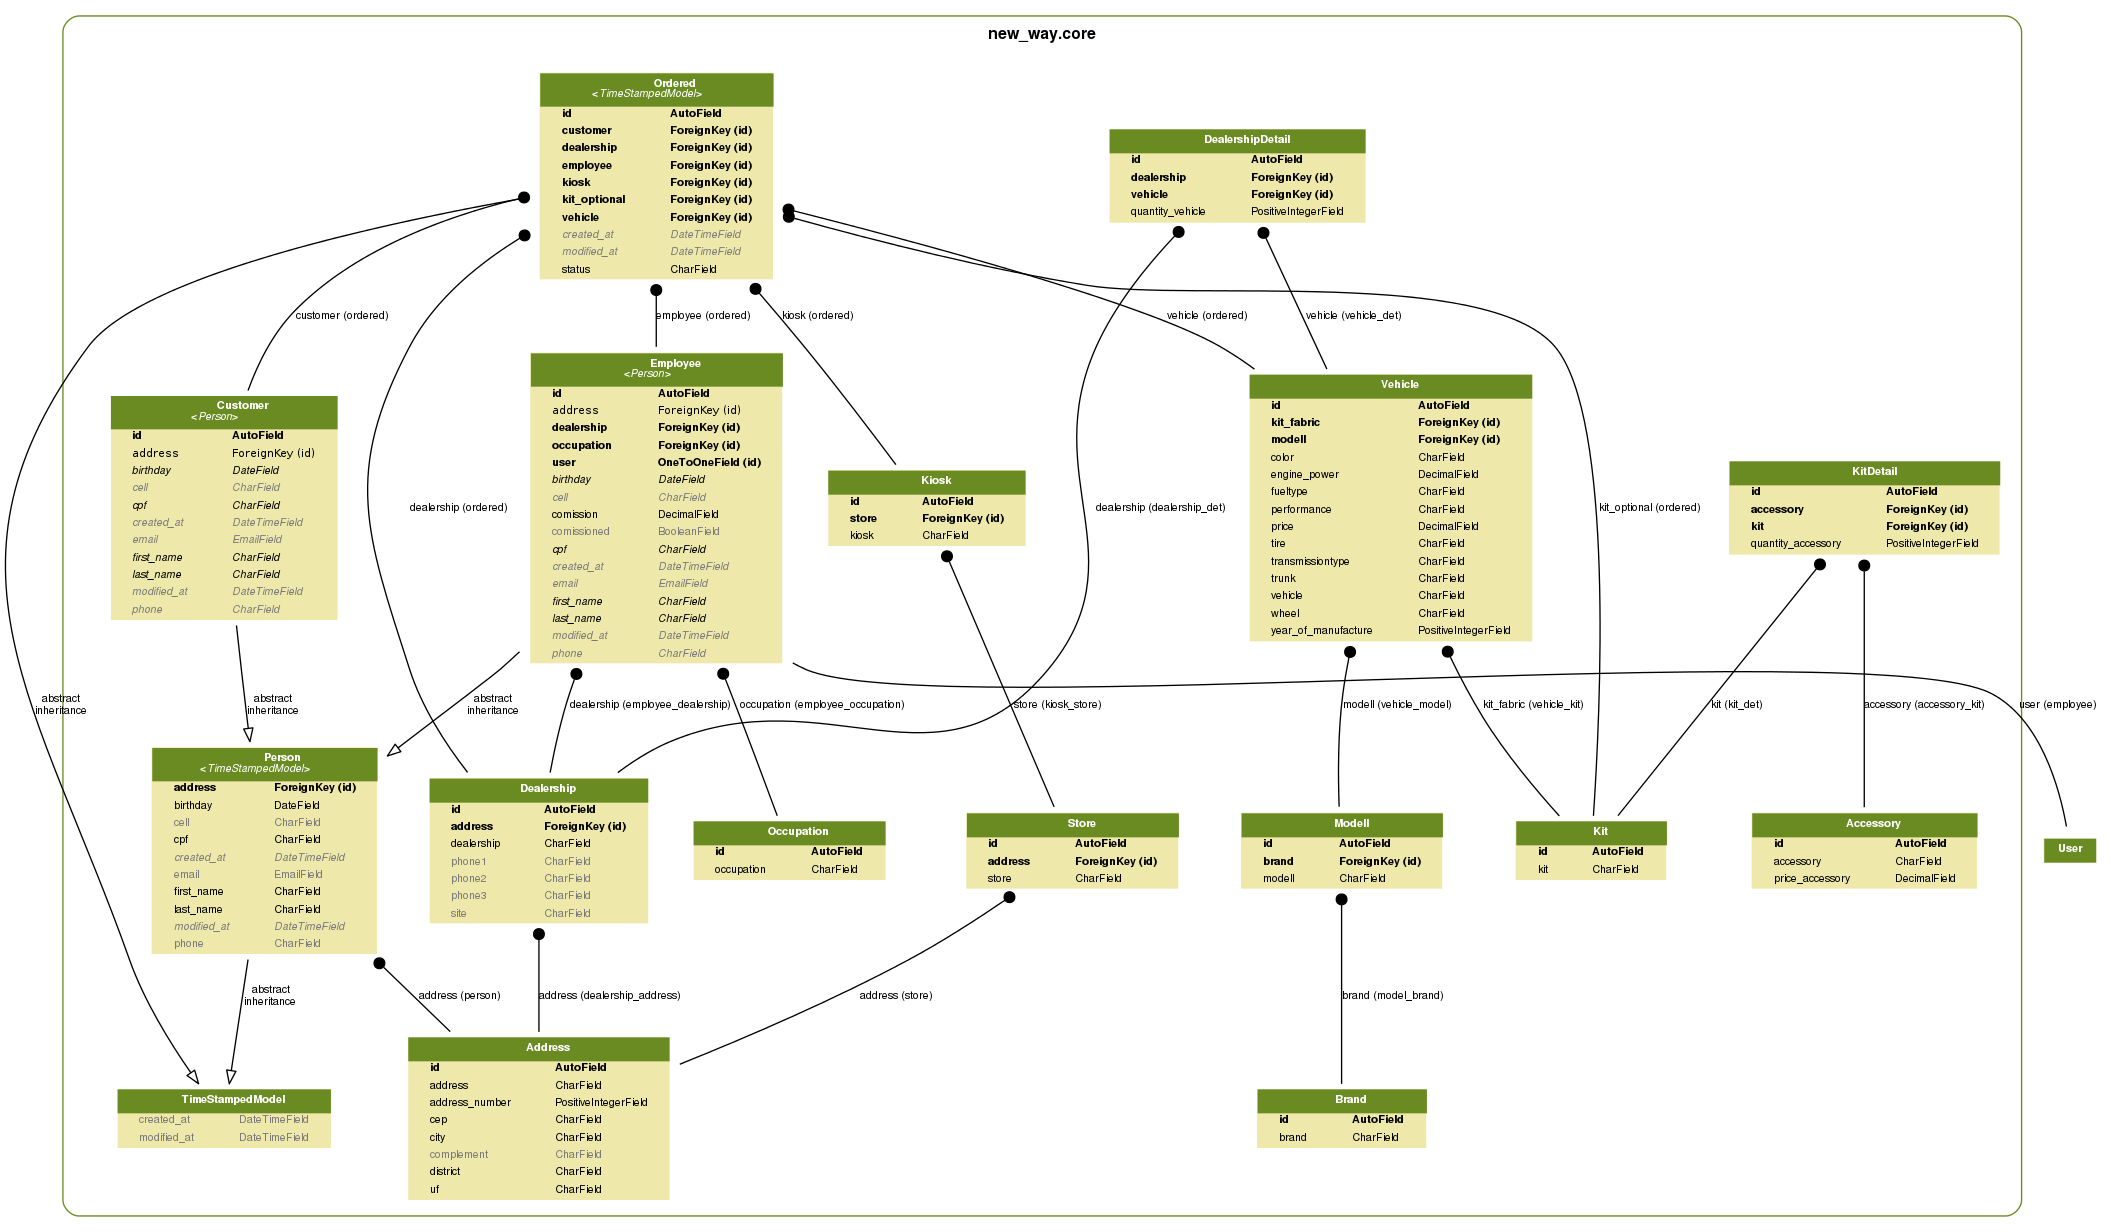 new_way.core
Ordered
<TimeStampedModel>
id AutoField
customer ForeignKey (id)
dealership ForeignKey (id)
employee ForeignKey (id)
kiosk ForeignKey (id)
kit_optional ForeignKey (id)
vehicle ForeignKey (id)
created_at DateTimeField
modified_at DateTimeField
status CharField
DealershipDetail
id AutoField
dealership ForeignKey (id)
vehicle ForeignKey (id)
quantity_vehicle PositiveIntegerField
customer (ordered)
employee (ordered)
kiosk (ordered)
vehicle (ordered)
vehicle (vehicle_det)
Customer
<Person>
id AutoField
address ForeignKey (id)
birthday DateField
cell CharField
cpf CharField
created_at DateTimeField
email EmailField
first_name CharField
last_name CharField
modified_at DateTimeField
phone CharField
Employee
<Person>
id AutoField
address ForeignKey (id)
dealership ForeignKey (id)
occupation ForeignKey (id)
user OneToOneField (id)
birthday DateField
cell CharField
comission DecimalField
comissioned BooleanField
cpf CharField
created_at DateTimeField
email EmailField
first_name CharField
last_name CharField
modified_at DateTimeField
phone CharField
Kiosk
id AutoField
store ForeignKey (id)
kiosk CharField
Vehicle
id AutoField
kit_fabric ForeignKey (id)
modell ForeignKey (id)
color CharField
engine_power DecimalField
fueltype CharField
performance CharField
price DecimalField
tire CharField
transmissiontype CharField
trunk CharField
vehicle CharField
wheel CharField
year_of_manufacture PositiveIntegerField
KitDetail
id AutoField
accessory ForeignKey (id)
kit ForeignKey (id)
quantity_accessory PositiveIntegerField
dealership (ordered)
dealership (dealership_det)
kit_optional (ordered)
abstract
inheritance
abstract
inheritance
abstract
inheritance
dealership (employee_dealership)
occupation (employee_occupation)
store (kiosk_store)
modell (vehicle_model)
kit_fabric (vehicle_kit)
kit (kit_det)
accessory (accessory_kit)
user (employee)
Person
<TimeStampedModel>
address ForeignKey (id)
birthday DateField
cell CharField
cpf CharField
created_at DateTimeField
email EmailField
first_name CharField
last_name CharField
modified_at DateTimeField
phone CharField
Dealership
id AutoField
address ForeignKey (id)
dealership CharField
phone1 CharField
phone2 CharField
phone3 CharField
site CharField
Occupation
id AutoField
occupation CharField
Store
id AutoField
address ForeignKey (id)
store CharField
Modell
id AutoField
brand ForeignKey (id)
modell CharField
Kit
id AutoField
kit CharField
Accessory
id AutoField
accessory CharField
price_accessory DecimalField
User
abstract
inheritance
address (person)
address (dealership_address)
address (store)
brand (model_brand)
TimeStampedModel
created_at DateTimeField
modified_at DateTimeField
Address
id AutoField
address CharField
address_number PositiveIntegerField
cep CharField
city CharField
complement CharField
district CharField
uf CharField
Brand
id AutoField
brand CharField